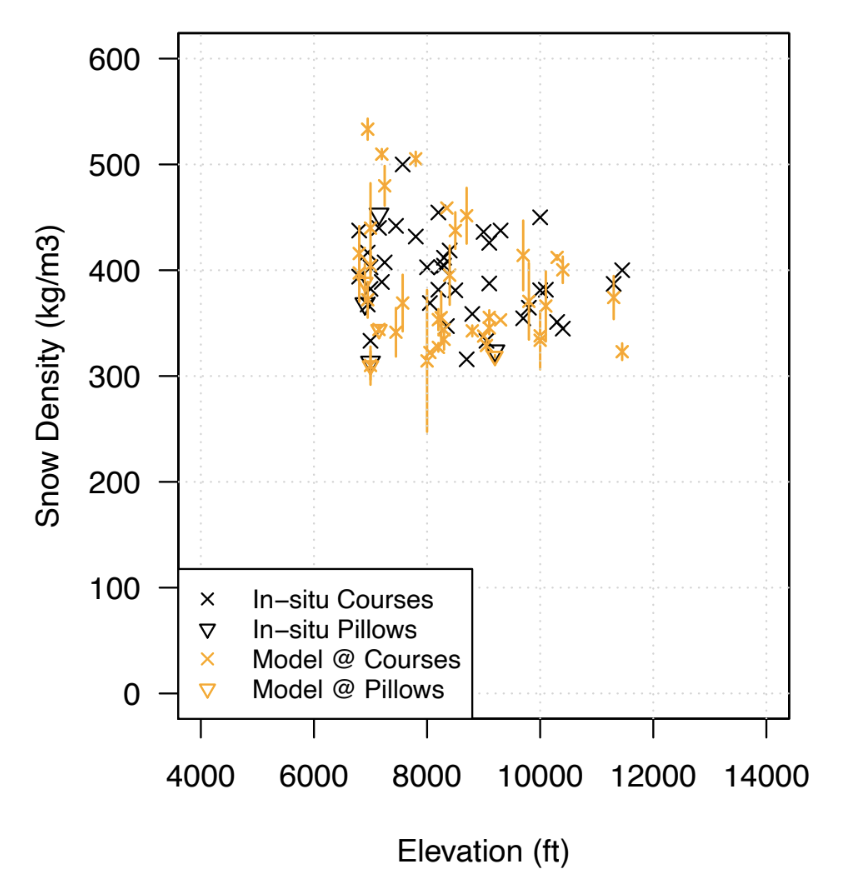 600
500
400
300
200
100
0
Snow Density (kg/m3)
In−situ Courses
In−situ Pillows
Model @ Courses
Model @ Pillows
4000 6000 8000 10000 12000 14000
Elevation (ft)